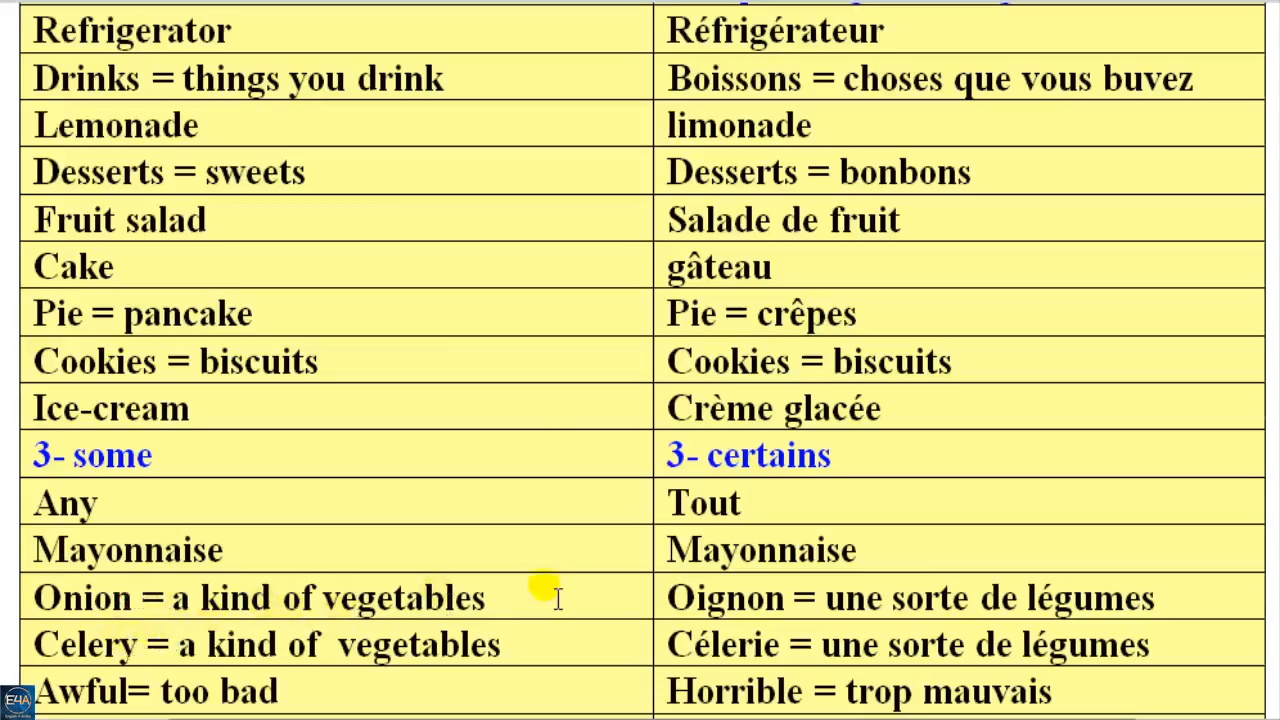 Refrigerator Réfrigérateur
Drinks = things you drink Boissons = choses que vous buvez
Lemonade limonade
Desserts = sweets Desserts = bonbons
Fruit salad Salade de fruit
Cake gâteau
Pie = pancake Pie = crêpes
Cookies = biscuits Cookies = biscuits
Ice-cream Crème glacée
3- some 3- certains
Any Tout
Mayonnaise Mayonnaise
Onion = a kind of vegetables Oignon = une sorte de légumes
Celery = a kind of  vegetables Célerie = une sorte de légumes
Awful= too bad Horrible = trop mauvais
E4A